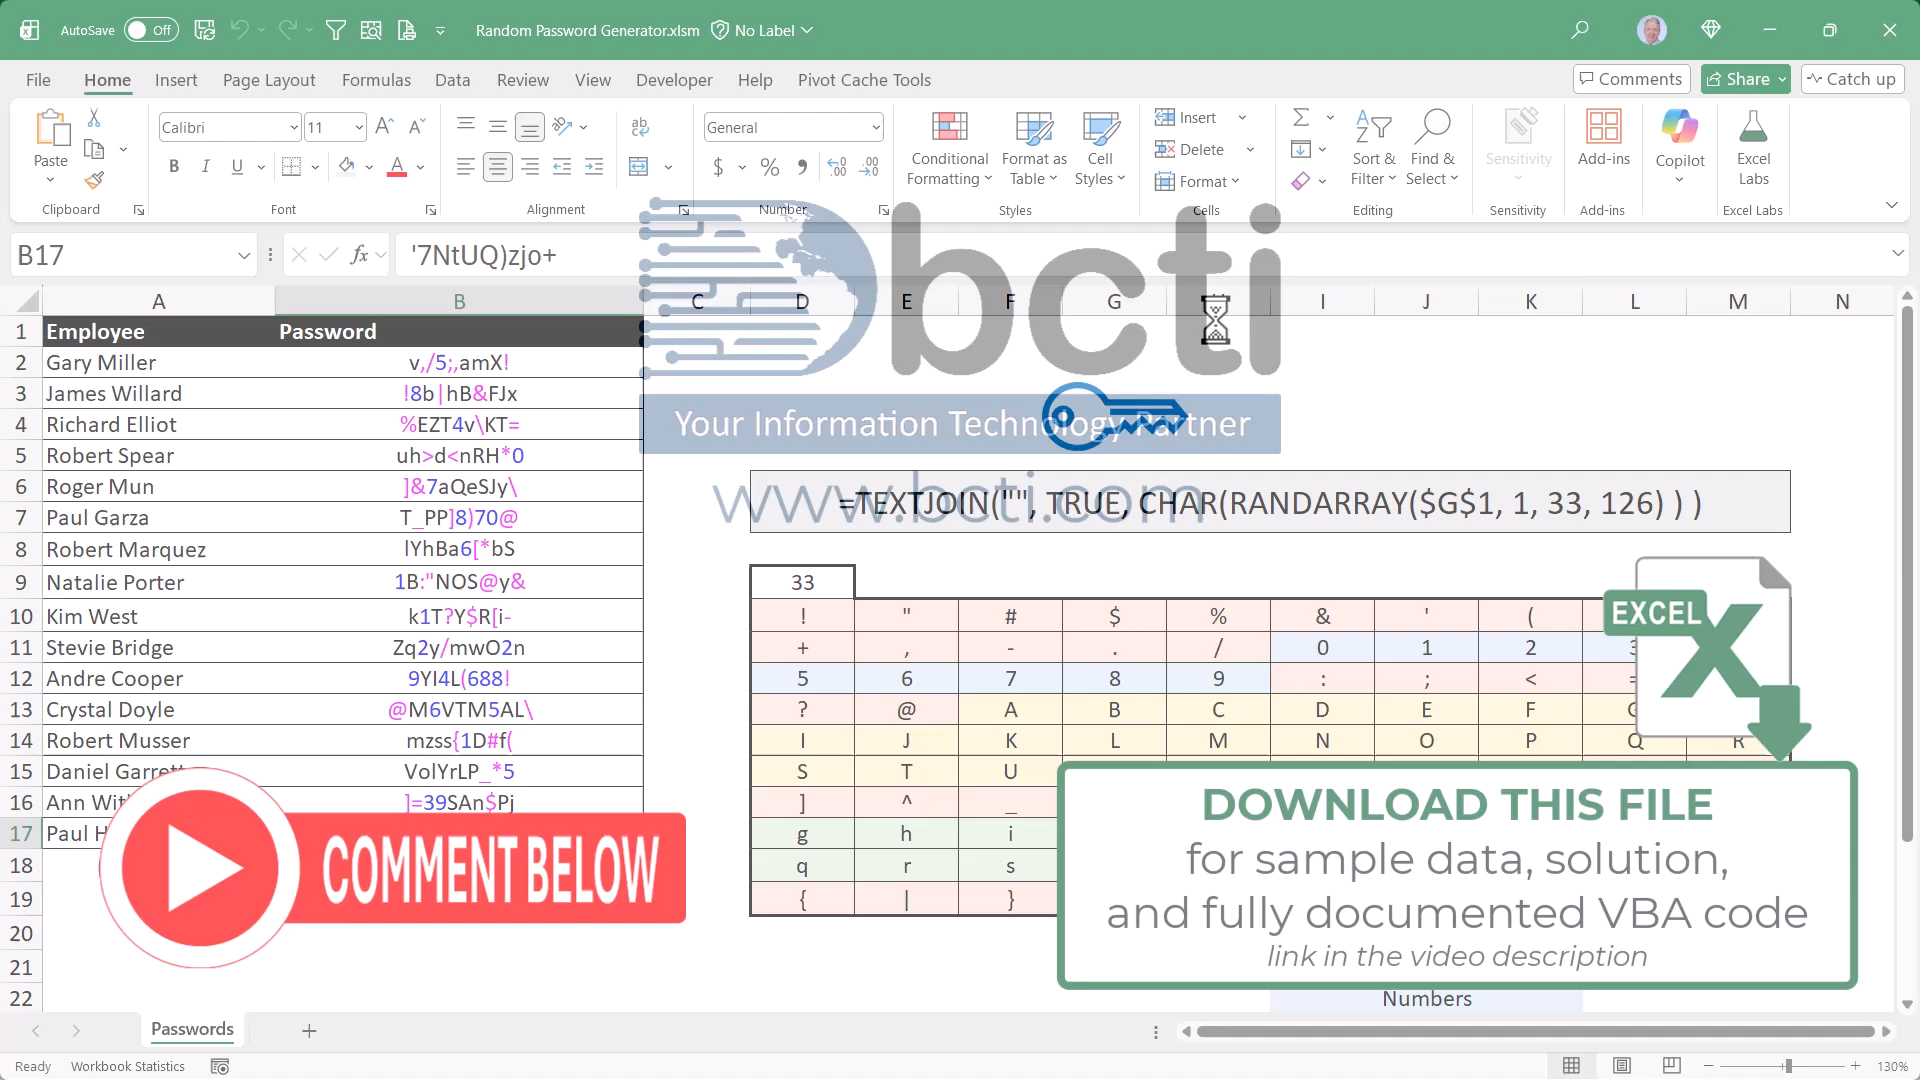 AutoSave Off Random Password Generator.xlsm No Label
File Home Insert Page Layout Formulas Data Review View Developer Help Pivot Cache Tools Comments Share Catch up
Paste
Clipboard
Calibri 11
B I U
Font
Alignment
General
$ % ,
Number
Conditional Formatting
Format as Table
Cell Styles
Styles
Insert
Delete
Format
Cells
Sort & Filter
Find & Select
Editing
Sensitivity
Sensitivity
Add-ins
Add-ins
Copilot
Excel Labs
Excel Labs
B17 fx '7NtUQ)zjo+
bcti
Your Information Technology Partner
www.bcti.com
A B C D E F G I J K L M N
1 Employee Password
2 Gary Miller v,/5;,amX!
3 James Willard !8b|hB&FJx
4 Richard Elliot %EZT4v\KT=
5 Robert Spear uh>d<nRH*0
6 Roger Mun ]&7aQeSJy\
7 Paul Garza T_PP]8)70@
8 Robert Marquez lYhBa6[*bS
9 Natalie Porter 1B:"NOS@y&
10 Kim West k1T?Y$R[i-
11 Stevie Bridge Zq2y/mwO2n
12 Andre Cooper 9YI4L(688!
13 Crystal Doyle @M6VTM5AL\
14 Robert Musser mzss{1D#f(
15 Daniel Garrett VolYrLP_*5
16 Ann ]=39SAn$Pj
17 Paul
18
19
20
21
22
=TEXTJOIN("", TRUE, CHAR(RANDARRAY($G$1, 1, 33, 126) ) )
33
! " # $ % & ' (
+ , - . / 0 1 2 3
5 6 7 8 9 : ; < =
? @ A B C D E F G
I J K L M N O P Q R
S T U
] ^ _
g h i
q r s
{ | }
EXCEL
X
COMMENT BELOW
DOWNLOAD THIS FILE
for sample data, solution,
and fully documented VBA code
link in the video description
Numbers
Passwords
Ready Workbook Statistics 130%